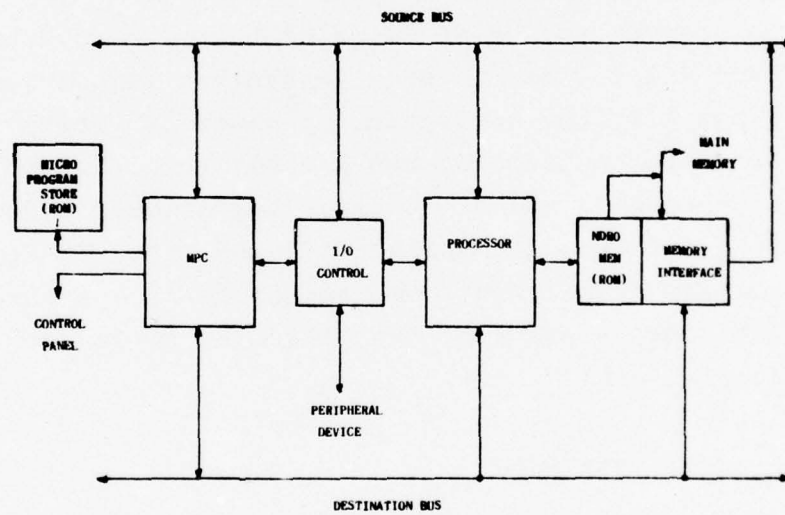 SOURCE BUS
MICRO
PROGRAM
STORE
(ROM)
MAIN
MEMORY
MPC
I/O
CONTROL
PROCESSOR
NDRO
MEM
(ROM)
MEMORY
INTERFACE
CONTROL
PANEL
PERIPHERAL
DEVICE
DESTINATION BUS